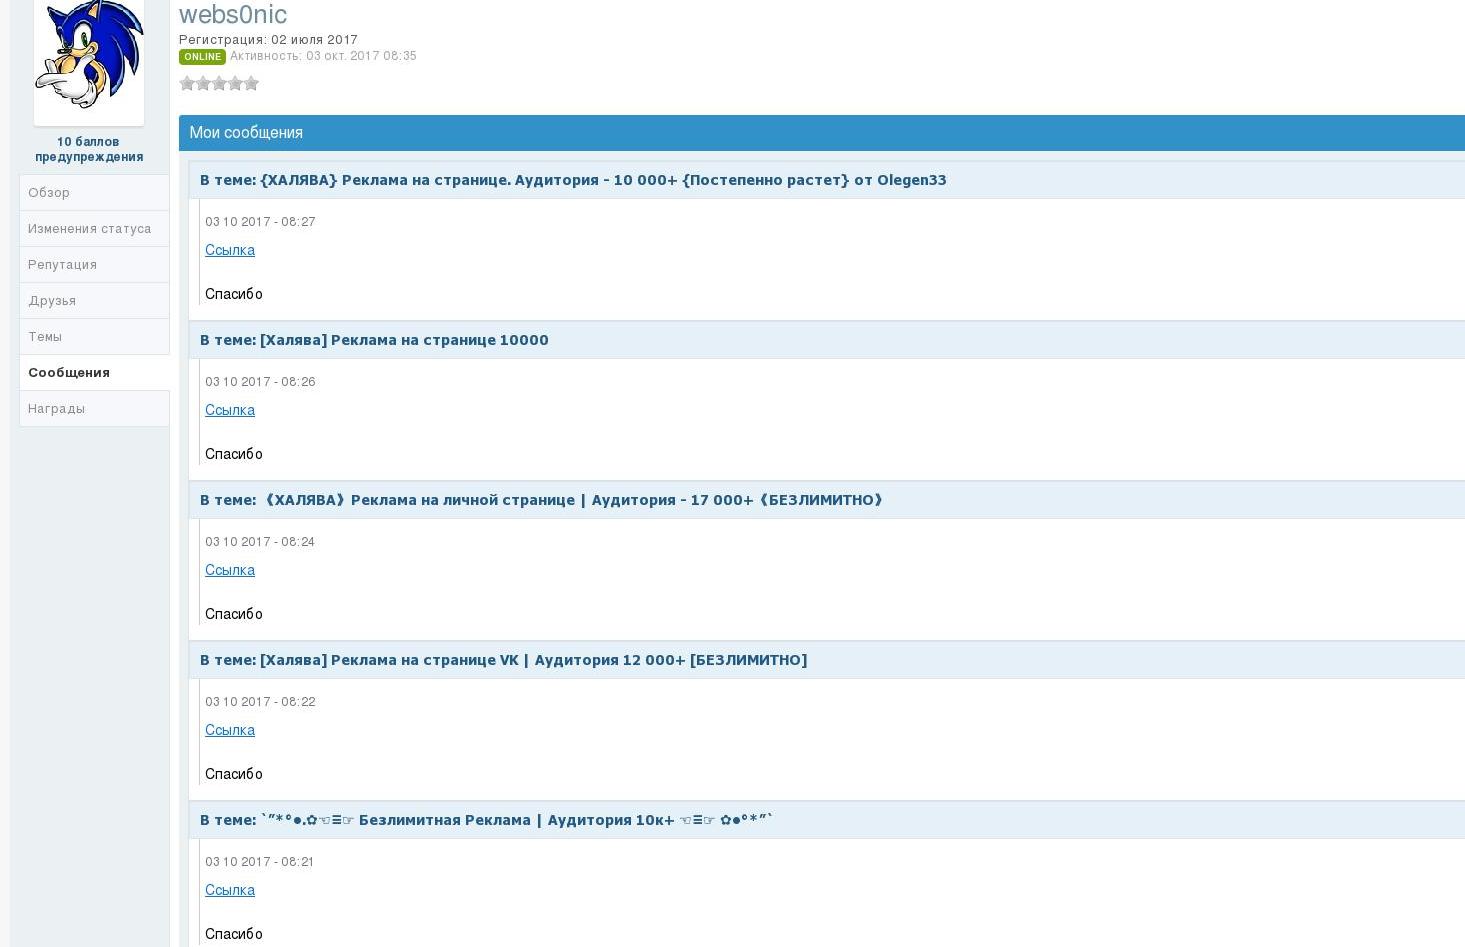 webs0nic
Регистрация: 02 июля 2017
ONLINE Активность: 03 окт. 2017 08:35
10 баллов
предупреждения
Обзор
Изменения статуса
Репутация
Друзья
Темы
Сообщения
Награды
Мои сообщения
В теме: {ХАЛЯВА} Реклама на странице. Аудитория - 10 000+ {Постепенно растет} от Olegen33
03 10 2017 - 08:27
Ссылка
Спасибо
В теме: [Халява] Реклама на странице 10000
03 10 2017 - 08:26
Ссылка
Спасибо
В теме: 《ХАЛЯВА》 Реклама на личной странице | Аудитория - 17 000+ 《БЕЗЛИМИТНО》
03 10 2017 - 08:24
Ссылка
Спасибо
В теме: [Халява] Реклама на странице VK | Аудитория 12 000+ [БЕЗЛИМИТНО]
03 10 2017 - 08:22
Ссылка
Спасибо
В теме: `”*°●.✿☜≡☞ Безлимитная Реклама | Аудитория 10к+ ☜≡☞ ✿●°*”`
03 10 2017 - 08:21
Ссылка
Спасибо